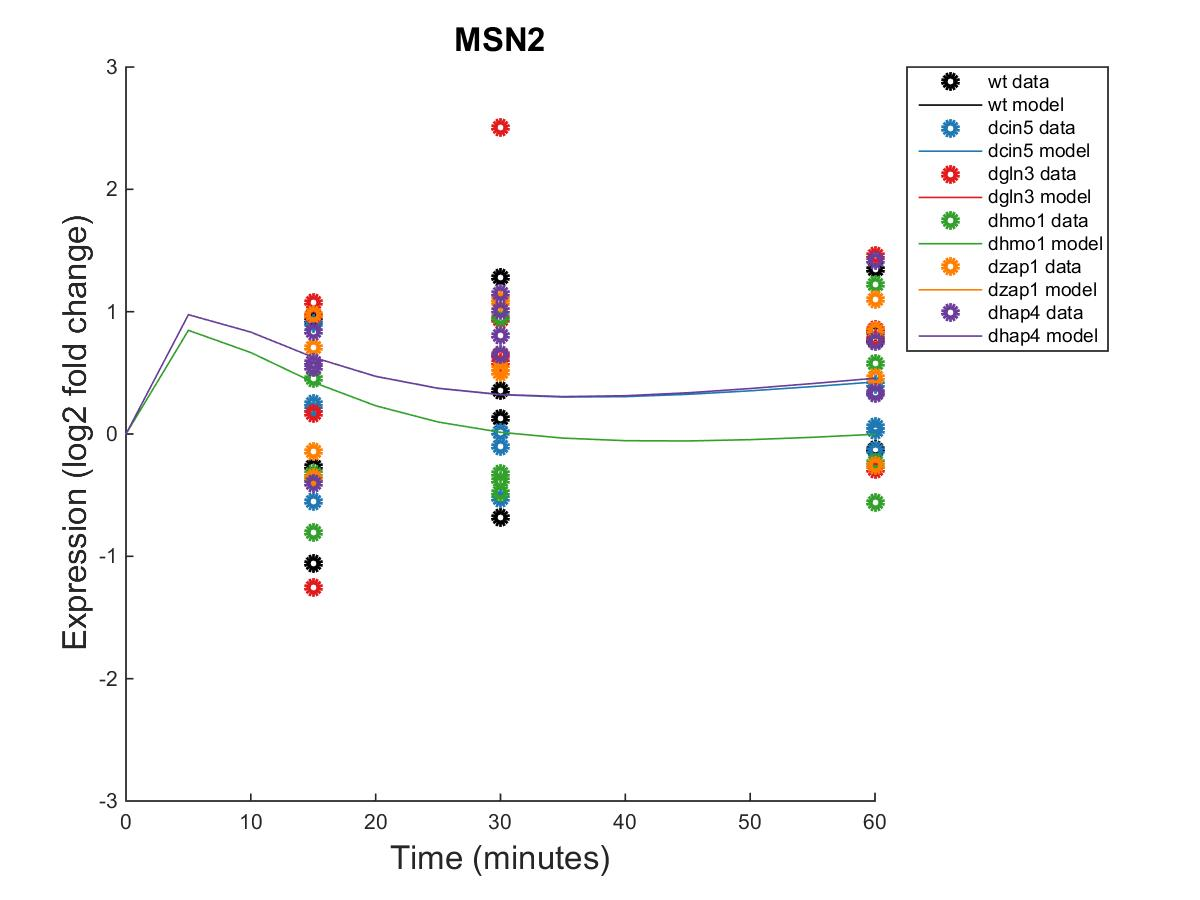 MSN2
Expression (log2 fold change)
3
2
1
0
-1
-2
-3
0 10 20 30 40 50 60
Time (minutes)
wt data
wt model
dcin5 data
dcin5 model
dgln3 data
dgln3 model
dhmo1 data
dhmo1 model
dzap1 data
dzap1 model
dhap4 data
dhap4 model